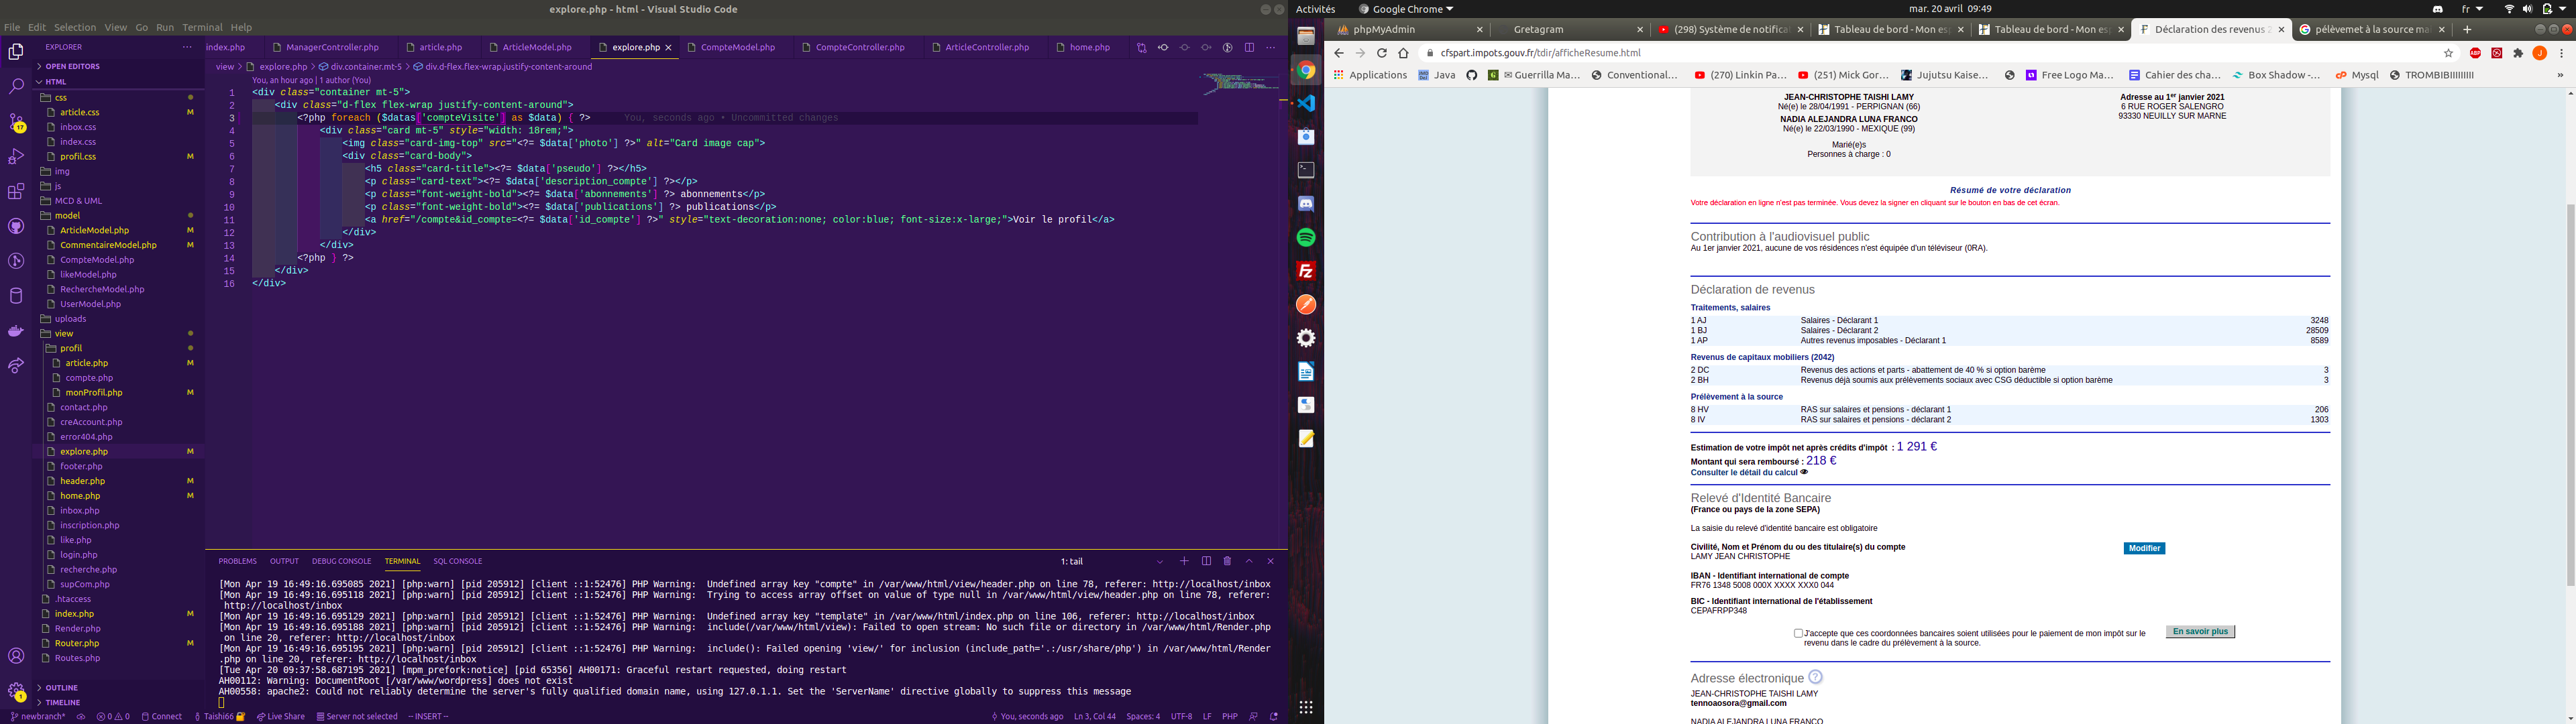 explore.php - html - Visual Studio Code
File Edit Selection View Go Run Terminal Help
EXPLORER
OPEN EDITORS
HTML
css
article.css M
inbox.css
index.css
profil.css M
img
js
MCD & UML
model
ArticleModel.php M
CommentaireModel.php M
CompteModel.php
likeModel.php
RechercheModel.php
UserModel.php
uploads
view
profil
article.php M
compte.php
monProfil.php M
contact.php
creAccount.php
error404.php
explore.php M
footer.php
header.php M
home.php M
inbox.php
inscription.php
like.php
login.php
recherche.php
supCom.php
.htaccess
index.php M
Render.php
Router.php M
Routes.php
OUTLINE
TIMELINE
17
1
index.php ManagerController.php article.php ArticleModel.php explore.php CompteModel.php CompteController.php ArticleController.php home.php
view > explore.php > div.container.mt-5 > div.d-flex.flex-wrap.justify-content-around
You, an hour ago | 1 author (You)
1 <div class="container mt-5">
2 <div class="d-flex flex-wrap justify-content-around">
3 <?php foreach ($datas['compteVisite'] as $data) { ?> You, seconds ago • Uncommitted changes
4 <div class="card mt-5" style="width: 18rem;">
5 <img class="card-img-top" src="<?= $data['photo'] ?>" alt="Card image cap">
6 <div class="card-body">
7 <h5 class="card-title"><?= $data['pseudo'] ?></h5>
8 <p class="card-text"><?= $data['description_compte'] ?></p>
9 <p class="font-weight-bold"><?= $data['abonnements'] ?> abonnements</p>
10 <p class="font-weight-bold"><?= $data['publications'] ?> publications</p>
11 <a href="/compte&id_compte=<?= $data['id_compte'] ?>" style="text-decoration:none; color:blue; font-size:x-large;">Voir le profil</a>
12 </div>
13 </div>
14 <?php } ?>
15 </div>
16 </div>
PROBLEMS OUTPUT DEBUG CONSOLE TERMINAL SQL CONSOLE
1: tail
[Mon Apr 19 16:49:16.695085 2021] [php:warn] [pid 205912] [client ::1:52476] PHP Warning:  Undefined array key "compte" in /var/www/html/view/header.php on line 78, referer: http://localhost/inbox
[Mon Apr 19 16:49:16.695118 2021] [php:warn] [pid 205912] [client ::1:52476] PHP Warning:  Trying to access array offset on value of type null in /var/www/html/view/header.php on line 78, referer:
http://localhost/inbox
[Mon Apr 19 16:49:16.695129 2021] [php:warn] [pid 205912] [client ::1:52476] PHP Warning:  Undefined array key "template" in /var/www/html/index.php on line 106, referer: http://localhost/inbox
[Mon Apr 19 16:49:16.695188 2021] [php:warn] [pid 205912] [client ::1:52476] PHP Warning:  include(/var/www/html/view): Failed to open stream: No such file or directory in /var/www/html/Render.php
on line 20, referer: http://localhost/inbox
[Mon Apr 19 16:49:16.695195 2021] [php:warn] [pid 205912] [client ::1:52476] PHP Warning:  include(): Failed opening 'view/' for inclusion (include_path='.:/usr/share/php') in /var/www/html/Render
.php on line 20, referer: http://localhost/inbox
[Tue Apr 20 09:37:58.687195 2021] [mpm_prefork:notice] [pid 65356] AH00171: Graceful restart requested, doing restart
AH00112: Warning: DocumentRoot [/var/www/wordpress] does not exist
AH00558: apache2: Could not reliably determine the server's fully qualified domain name, using 127.0.1.1. Set the 'ServerName' directive globally to suppress this message
newbranch* 0 0 Connect Taishi66 Live Share Server not selected -- INSERT -- You, seconds ago Ln 3, Col 44 Spaces: 4 UTF-8 LF PHP
Activités Google Chrome mar. 20 avril 09:49 fr
phpMyAdmin Gretagram (298) Système de notificat Tableau de bord - Mon esp Tableau de bord - Mon esp Déclaration des revenus 2 pélèvemet à la source mai
cfspart.impots.gouv.fr/tdir/afficheResume.html
Applications Java Guerrilla Ma... Conventional... (270) Linkin Pa... (251) Mick Gor... Jujutsu Kaise... Free Logo Ma... Cahier des cha... Box Shadow -... Mysql TROMBIBIIIIIIIII
JEAN-CHRISTOPHE TAISHI LAMY
Né(e) le 28/04/1991 - PERPIGNAN (66)
NADIA ALEJANDRA LUNA FRANCO
Né(e) le 22/03/1990 - MEXIQUE (99)
Marié(e)s
Personnes à charge : 0
Adresse au 1er janvier 2021
6 RUE ROGER SALENGRO
93330 NEUILLY SUR MARNE
Résumé de votre déclaration
Votre déclaration en ligne n'est pas terminée. Vous devez la signer en cliquant sur le bouton en bas de cet écran.
Contribution à l'audiovisuel public
Au 1er janvier 2021, aucune de vos résidences n'est équipée d'un téléviseur (0RA).
Déclaration de revenus
Traitements, salaires
1 AJ Salaires - Déclarant 1 3248
1 BJ Salaires - Déclarant 2 28509
1 AP Autres revenus imposables - Déclarant 1 8589
Revenus de capitaux mobiliers (2042)
2 DC Revenus des actions et parts - abattement de 40 % si option barème 3
2 BH Revenus déjà soumis aux prélèvements sociaux avec CSG déductible si option barème 3
Prélèvement à la source
8 HV RAS sur salaires et pensions - déclarant 1 206
8 IV RAS sur salaires et pensions - déclarant 2 1303
Estimation de votre impôt net après crédits d'impôt : 1 291 €
Montant qui sera remboursé : 218 €
Consulter le détail du calcul
Relevé d'Identité Bancaire
(France ou pays de la zone SEPA)
La saisie du relevé d'identité bancaire est obligatoire
Civilité, Nom et Prénom du ou des titulaire(s) du compte
LAMY JEAN CHRISTOPHE
Modifier
IBAN - Identifiant international de compte
FR76 1348 5008 000X XXXX XXX0 044
BIC - Identifiant international de l'établissement
CEPAFRPP348
J'accepte que ces coordonnées bancaires soient utilisées pour le paiement de mon impôt sur le
revenu dans le cadre du prélèvement à la source.
En savoir plus
Adresse électronique ?
JEAN-CHRISTOPHE TAISHI LAMY
tennoaosora@gmail.com
NADIA ALEJANDRA LUNA FRANCO